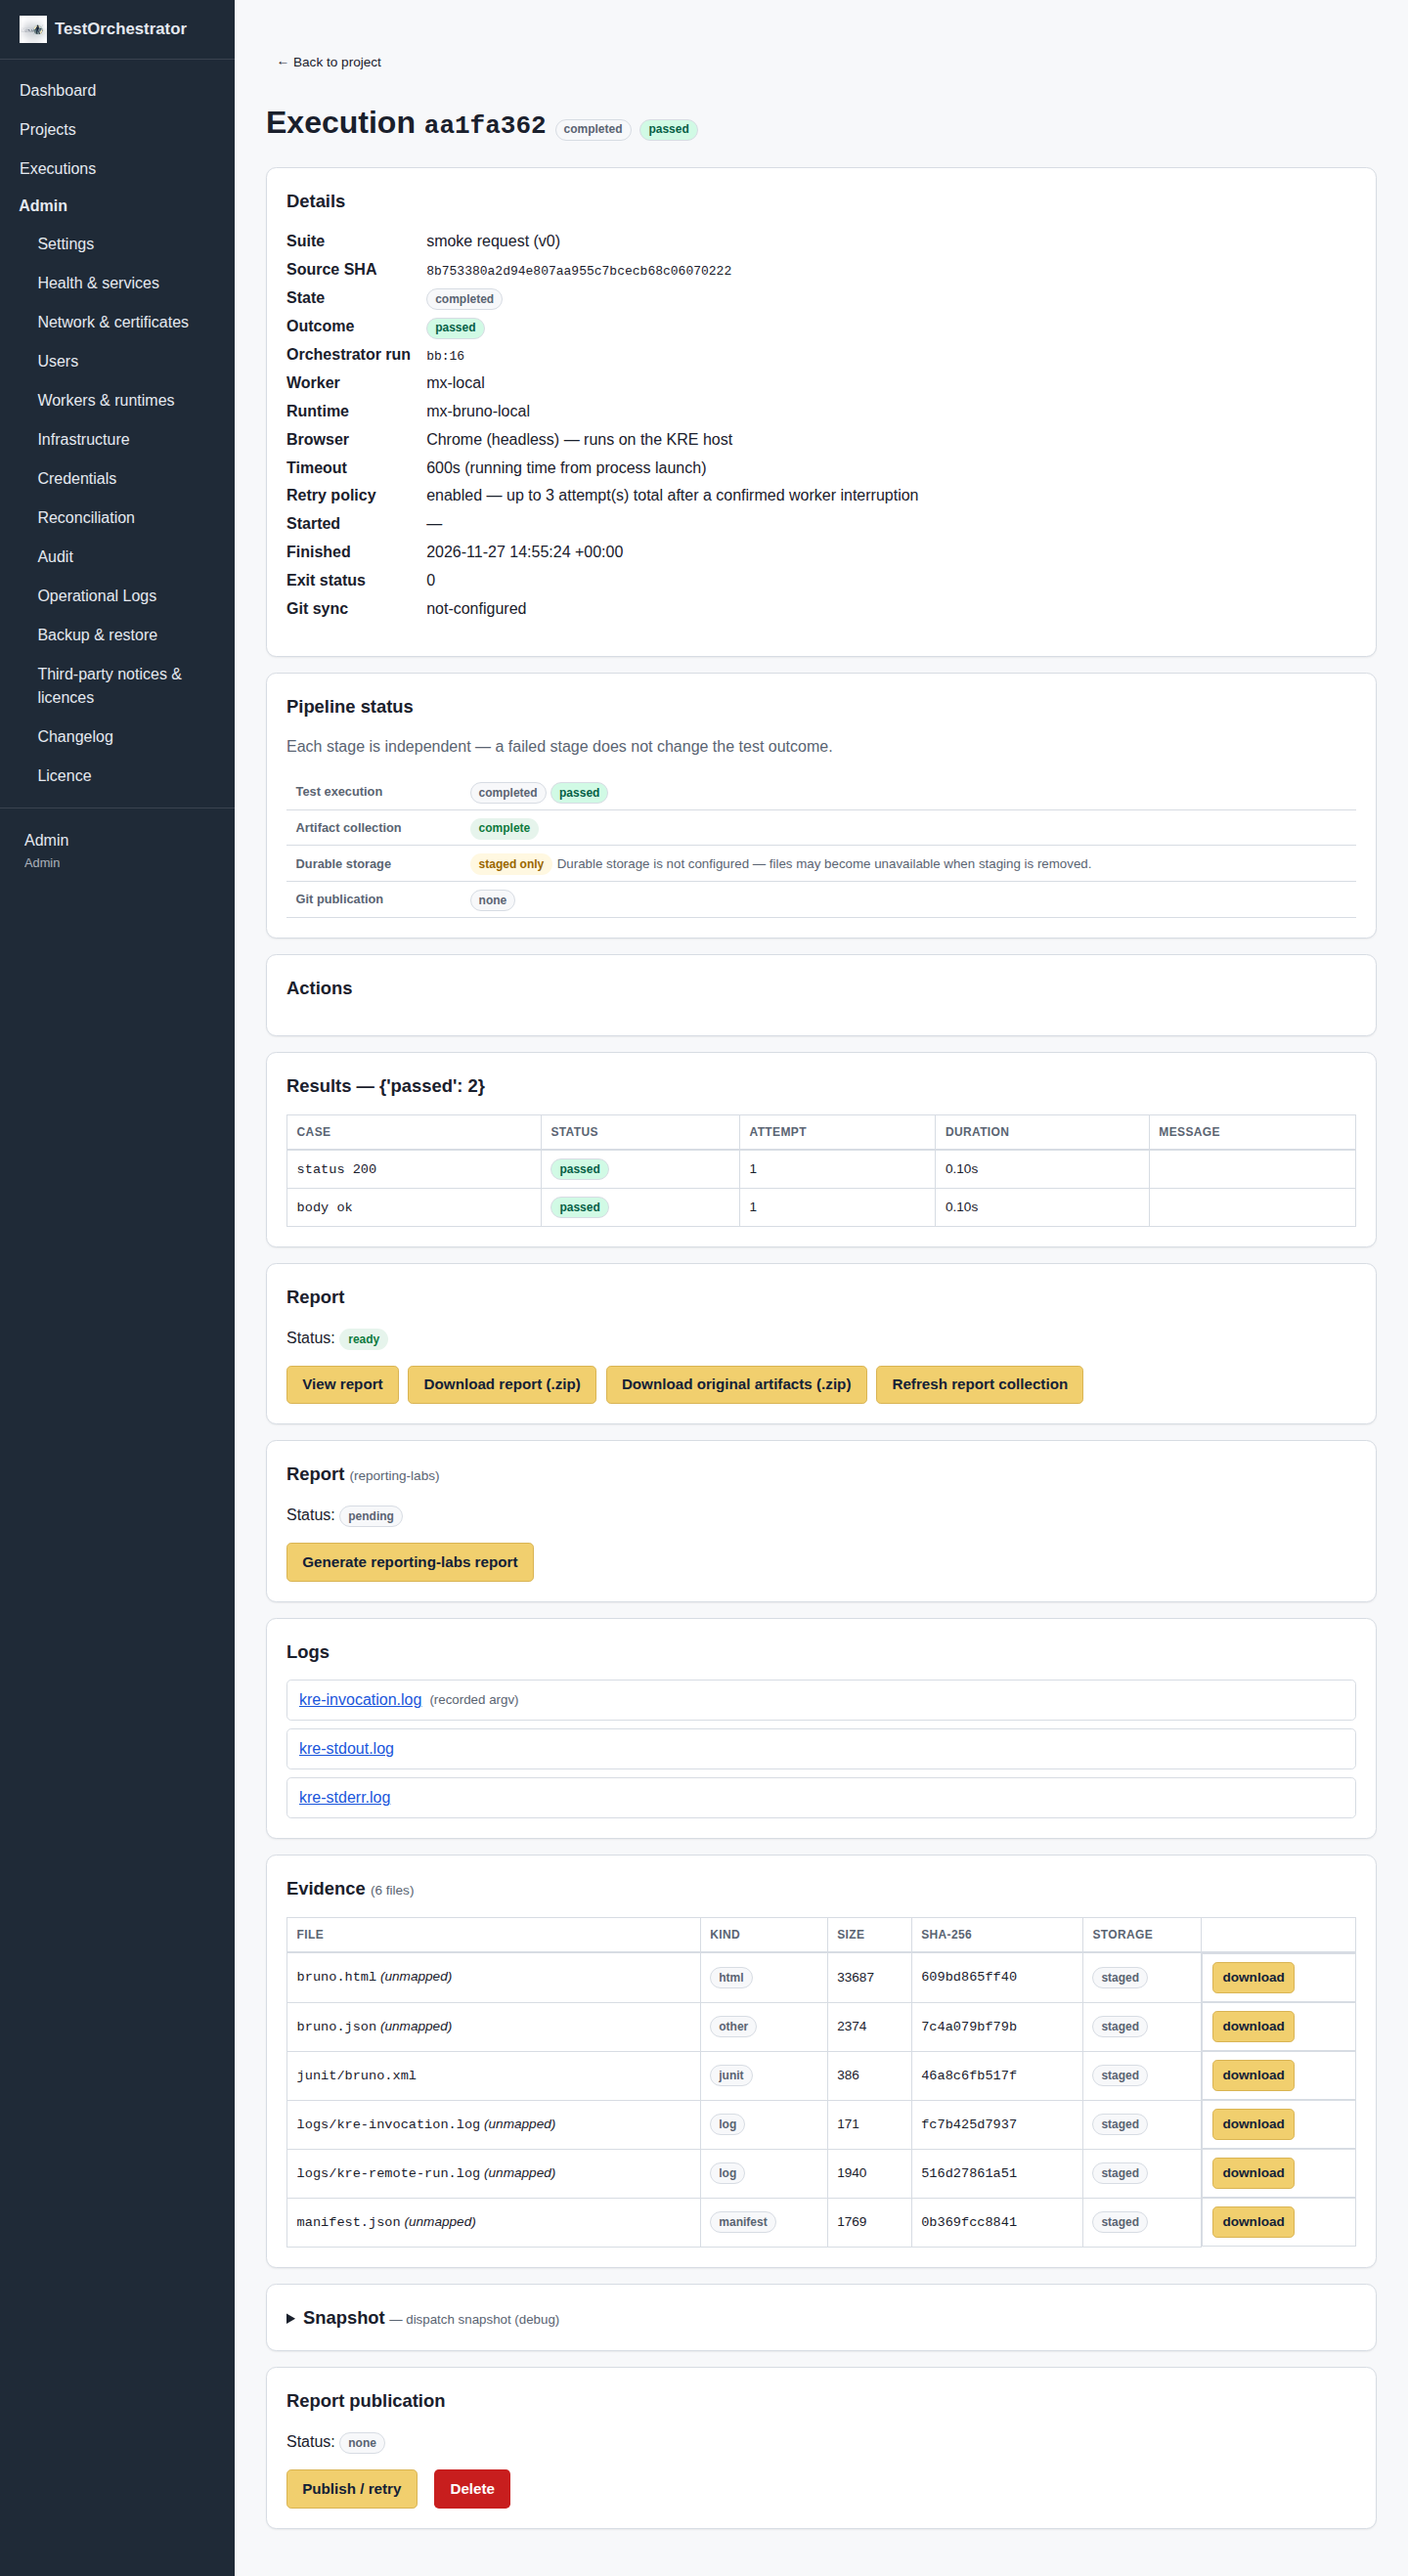 TestOrchestrator
Dashboard
Projects
Executions
Admin
Settings
Health & services
Network & certificates
Users
Workers & runtimes
Infrastructure
Credentials
Reconciliation
Audit
Operational Logs
Backup & restore
Third-party notices &
licences
Changelog
Licence
Admin
Admin
← Back to project
Execution aa1fa362 completed passed
Details
Suite smoke request (v0)
Source SHA 8b753380a2d94e807aa955c7bcecb68c06070222
State completed
Outcome passed
Orchestrator run bb:16
Worker mx-local
Runtime mx-bruno-local
Browser Chrome (headless) — runs on the KRE host
Timeout 600s (running time from process launch)
Retry policy enabled — up to 3 attempt(s) total after a confirmed worker interruption
Started —
Finished 2026-11-27 14:55:24 +00:00
Exit status 0
Git sync not-configured
Pipeline status
Each stage is independent — a failed stage does not change the test outcome.
Test execution completed passed
Artifact collection complete
Durable storage staged only Durable storage is not configured — files may become unavailable when staging is removed.
Git publication none
Actions
Results — {'passed': 2}
CASE STATUS ATTEMPT DURATION MESSAGE
status 200 passed 1 0.10s
body ok passed 1 0.10s
Report
Status: ready
View report Download report (.zip) Download original artifacts (.zip) Refresh report collection
Report (reporting-labs)
Status: pending
Generate reporting-labs report
Logs
kre-invocation.log (recorded argv)
kre-stdout.log
kre-stderr.log
Evidence (6 files)
FILE KIND SIZE SHA-256 STORAGE
bruno.html (unmapped) html 33687 609bd865ff40 staged download
bruno.json (unmapped) other 2374 7c4a079bf79b staged download
junit/bruno.xml junit 386 46a8c6fb517f staged download
logs/kre-invocation.log (unmapped) log 171 fc7b425d7937 staged download
logs/kre-remote-run.log (unmapped) log 1940 516d27861a51 staged download
manifest.json (unmapped) manifest 1769 0b369fcc8841 staged download
▶ Snapshot — dispatch snapshot (debug)
Report publication
Status: none
Publish / retry Delete